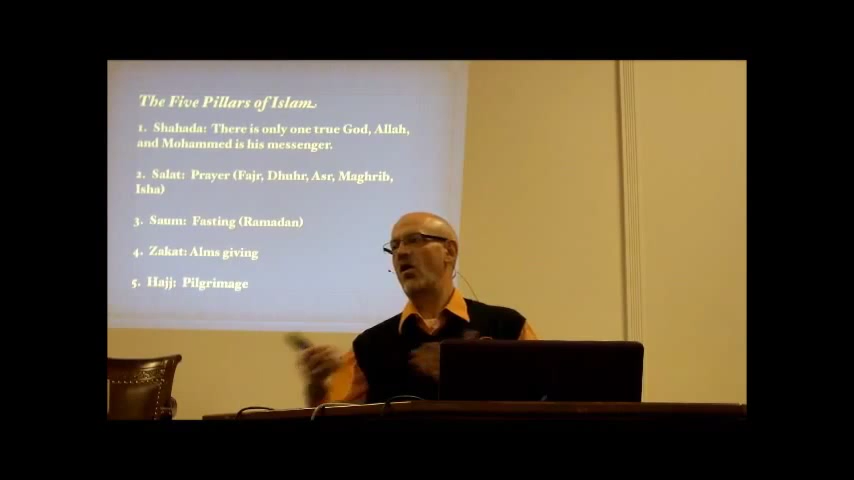 The Five Pillars of Islam
1. Shahada: There is only one true God, Allah,
and Mohammed is his messenger.
2. Salat: Prayer (Fajr, Dhuhr, Asr, Maghrib,
Isha)
3. Saum: Fasting (Ramadan)
4. Zakat: Alms giving
5. Hajj: Pilgrimage